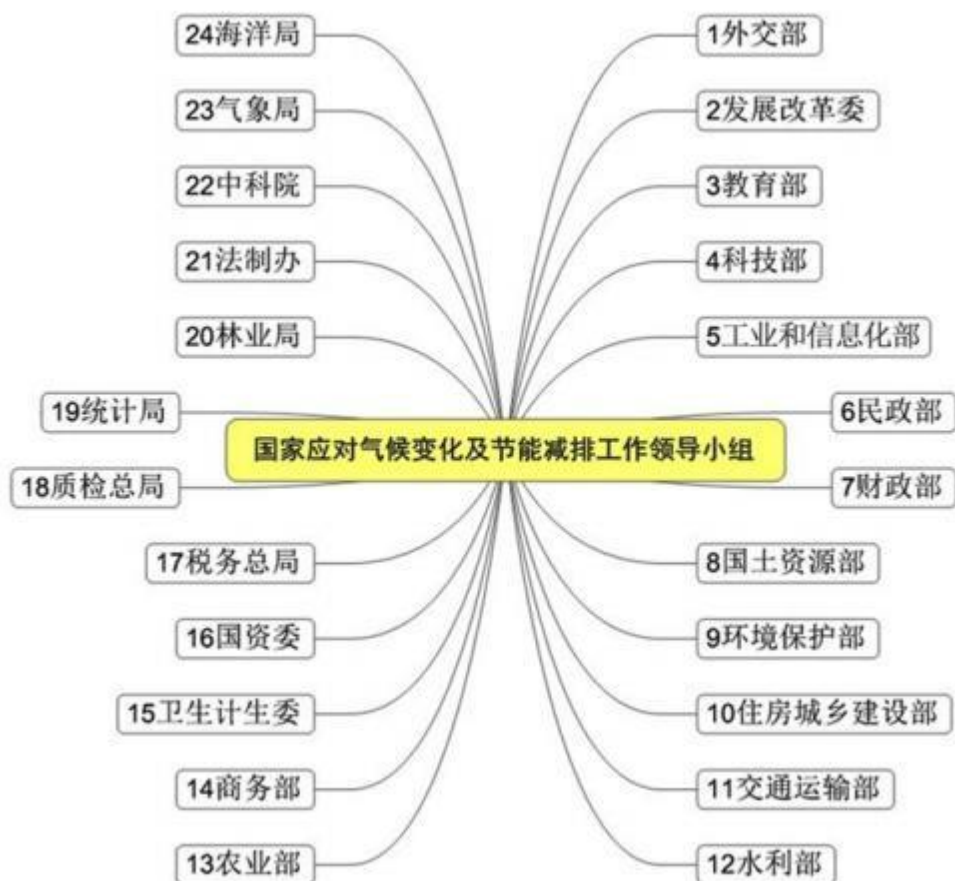 24海洋局
1外交部
23气象局
2发展改革委
22中科院
3教育部
21法制办
4科技部
20林业局
5工业和信息化部
19统计局
6民政部
国家应对气候变化及节能减排工作领导小组
18质检总局
7财政部
17税务总局
8国土资源部
16国资委
9环境保护部
15卫生计生委
10住房城乡建设部
14商务部
11交通运输部
13农业部
12水利部